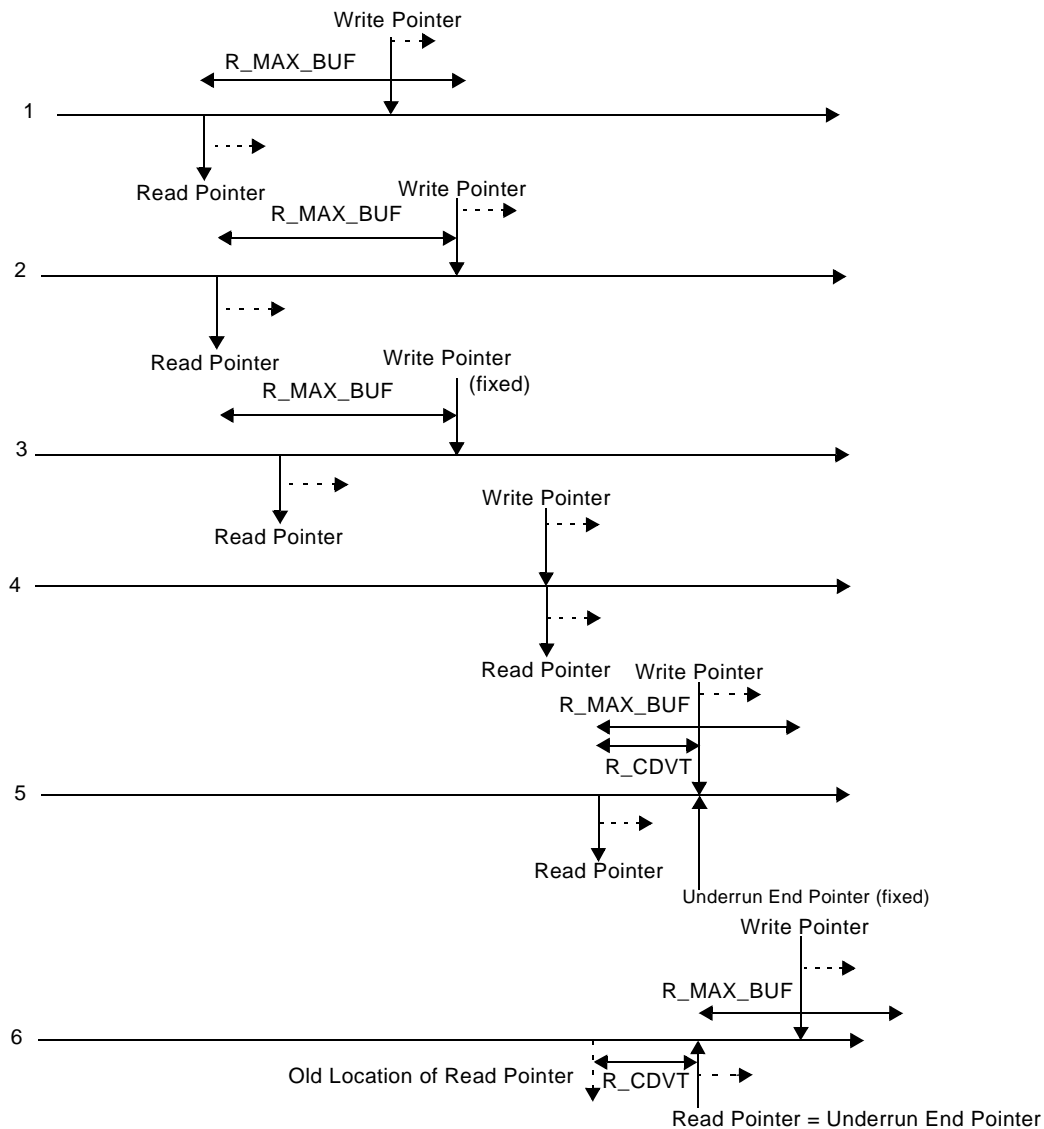 Write Pointer
R_MAX_BUF
1
Read Pointer
Write Pointer
R_MAX_BUF
2
Read Pointer
Write Pointer
(fixed)
R_MAX_BUF
3
Read Pointer
Write Pointer
4
Read Pointer
Write Pointer
R_MAX_BUF
R_CDVT
5
Read Pointer
Underrun End Pointer (fixed)
Write Pointer
R_MAX_BUF
6
Old Location of Read Pointer
R_CDVT
Read Pointer = Underrun End Pointer